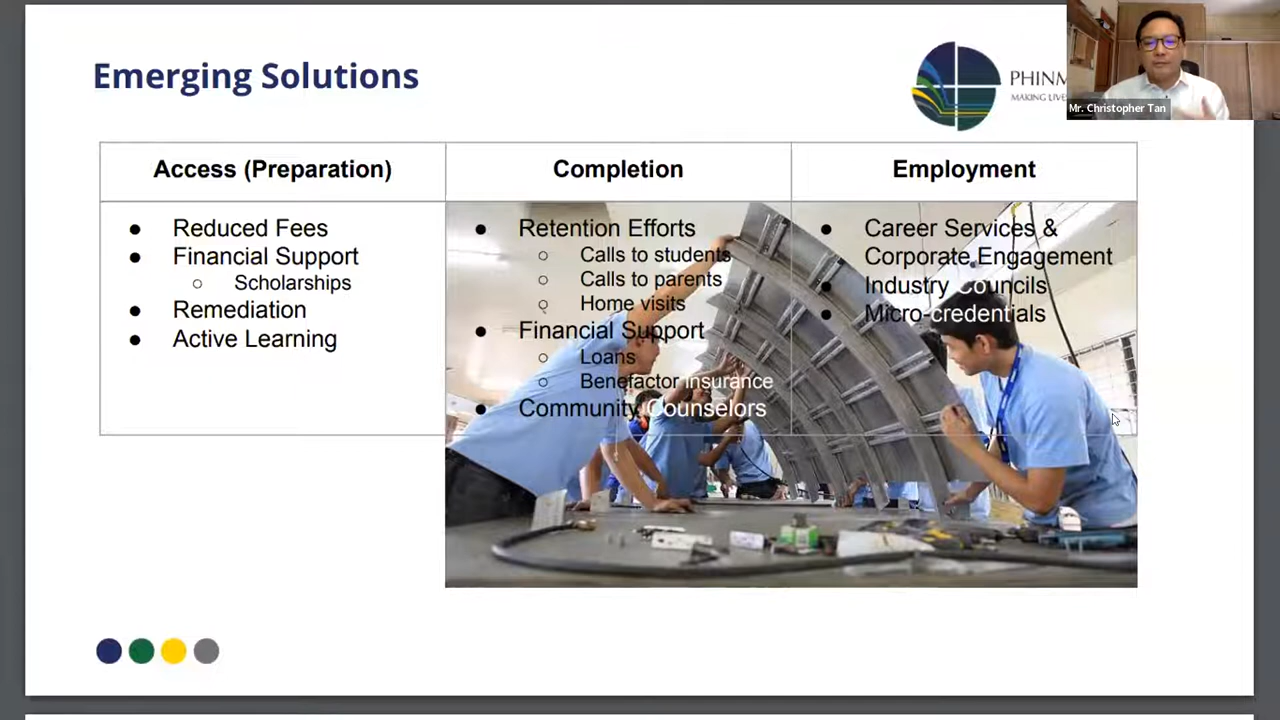 Emerging Solutions
PHINM
MAKING LIVE
Mr. Christopher Tan
Access (Preparation)
Completion
Employment
● Reduced Fees
● Financial Support
○ Scholarships
● Remediation
● Active Learning
● Retention Efforts
○ Calls to students
○ Calls to parents
○ Home visits
● Financial Support
○ Loans
○ Benefactor insurance
● Community Counselors
● Career Services &
Corporate Engagement
● Industry Councils
● Micro-credentials